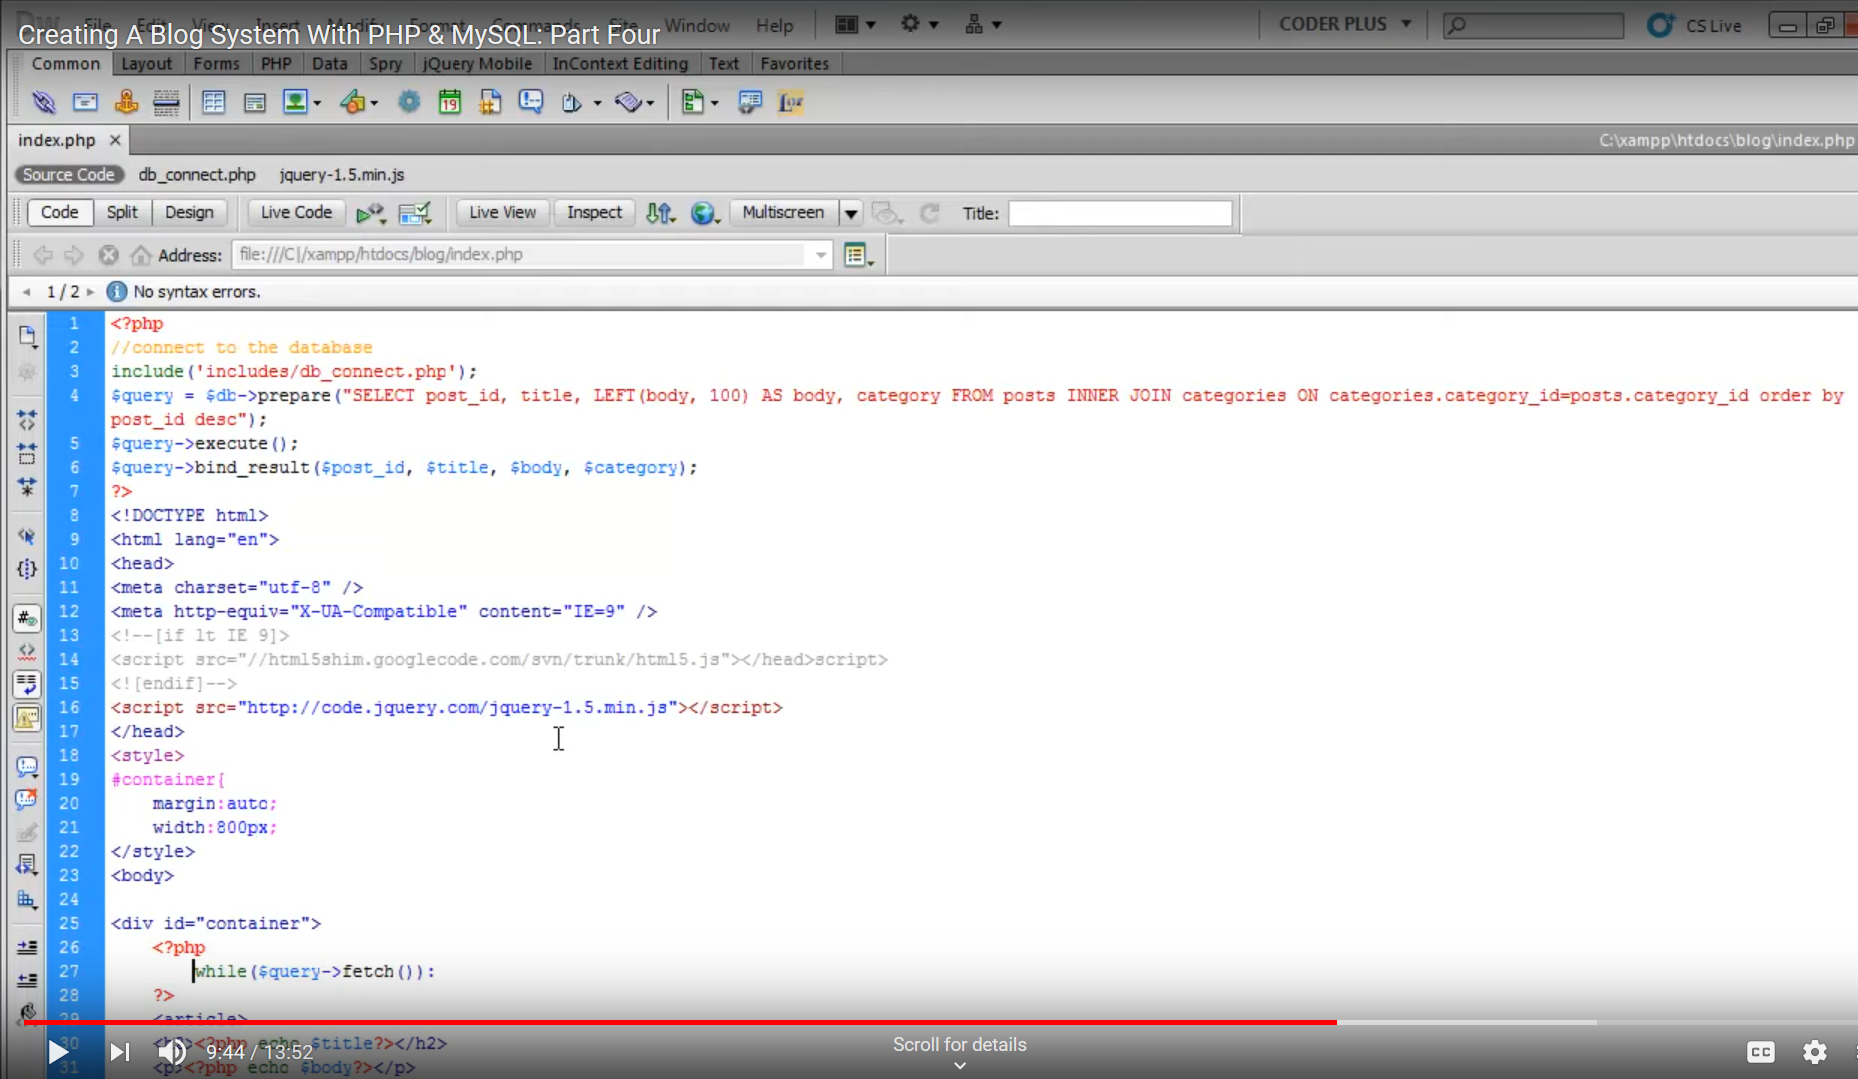 File Edit View Insert Modify Format Commands Site Window Help CODER PLUS CS Live
Creating A Blog System With PHP & MySQL: Part Four
Common Layout Forms PHP Data Spry jQuery Mobile InContext Editing Text Favorites
19
index.php C:\xampp\htdocs\blog\index.php
Source Code db_connect.php jquery-1.5.min.js
Code Split Design Live Code Live View Inspect Multiscreen Title:
Address: file:///C|/xampp/htdocs/blog/index.php
1 / 2 No syntax errors.
1 <?php
2 //connect to the database
3 include('includes/db_connect.php');
4 $query = $db->prepare("SELECT post_id, title, LEFT(body, 100) AS body, category FROM posts INNER JOIN categories ON categories.category_id=posts.category_id order by
post_id desc");
5 $query->execute();
6 $query->bind_result($post_id, $title, $body, $category);
7 ?>
8 <!DOCTYPE html>
9 <html lang="en">
10 <head>
11 <meta charset="utf-8" />
12 <meta http-equiv="X-UA-Compatible" content="IE=9" />
13 <!--[if lt IE 9]>
14 <script src="//html5shim.googlecode.com/svn/trunk/html5.js"></head>script>
15 <![endif]-->
16 <script src="http://code.jquery.com/jquery-1.5.min.js"></script>
17 </head>
18 <style>
19 #container{
20 margin:auto;
21 width:800px;
22 </style>
23 <body>
24
25 <div id="container">
26 <?php
27 while($query->fetch()):
28 ?>
29 <article>
30 <h2><?php echo $title?></h2>
31 <p><?php echo $body?></p>
9:44 / 13:52
Scroll for details
CC